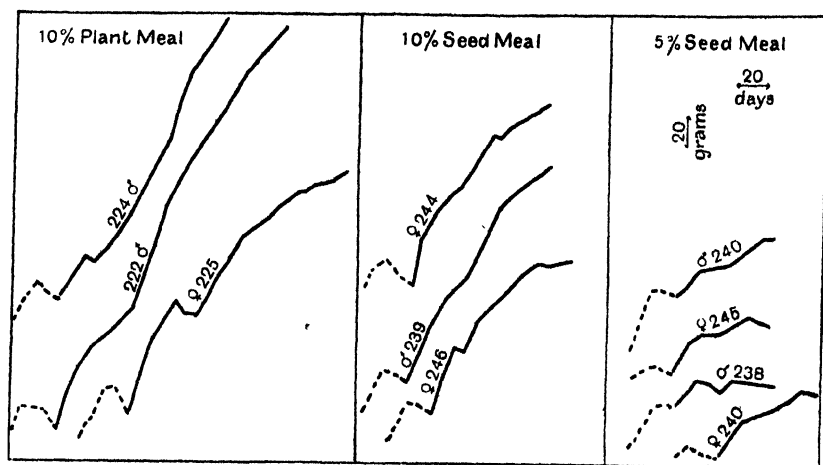 10% Plant Meal
224 ♂
222 ♂
♀ 225
10% Seed Meal
♀ 244
♂ 239
♀ 246
5% Seed Meal
20
days
20
grams
♂ 240
♀ 245
♂ 238
♀ 240